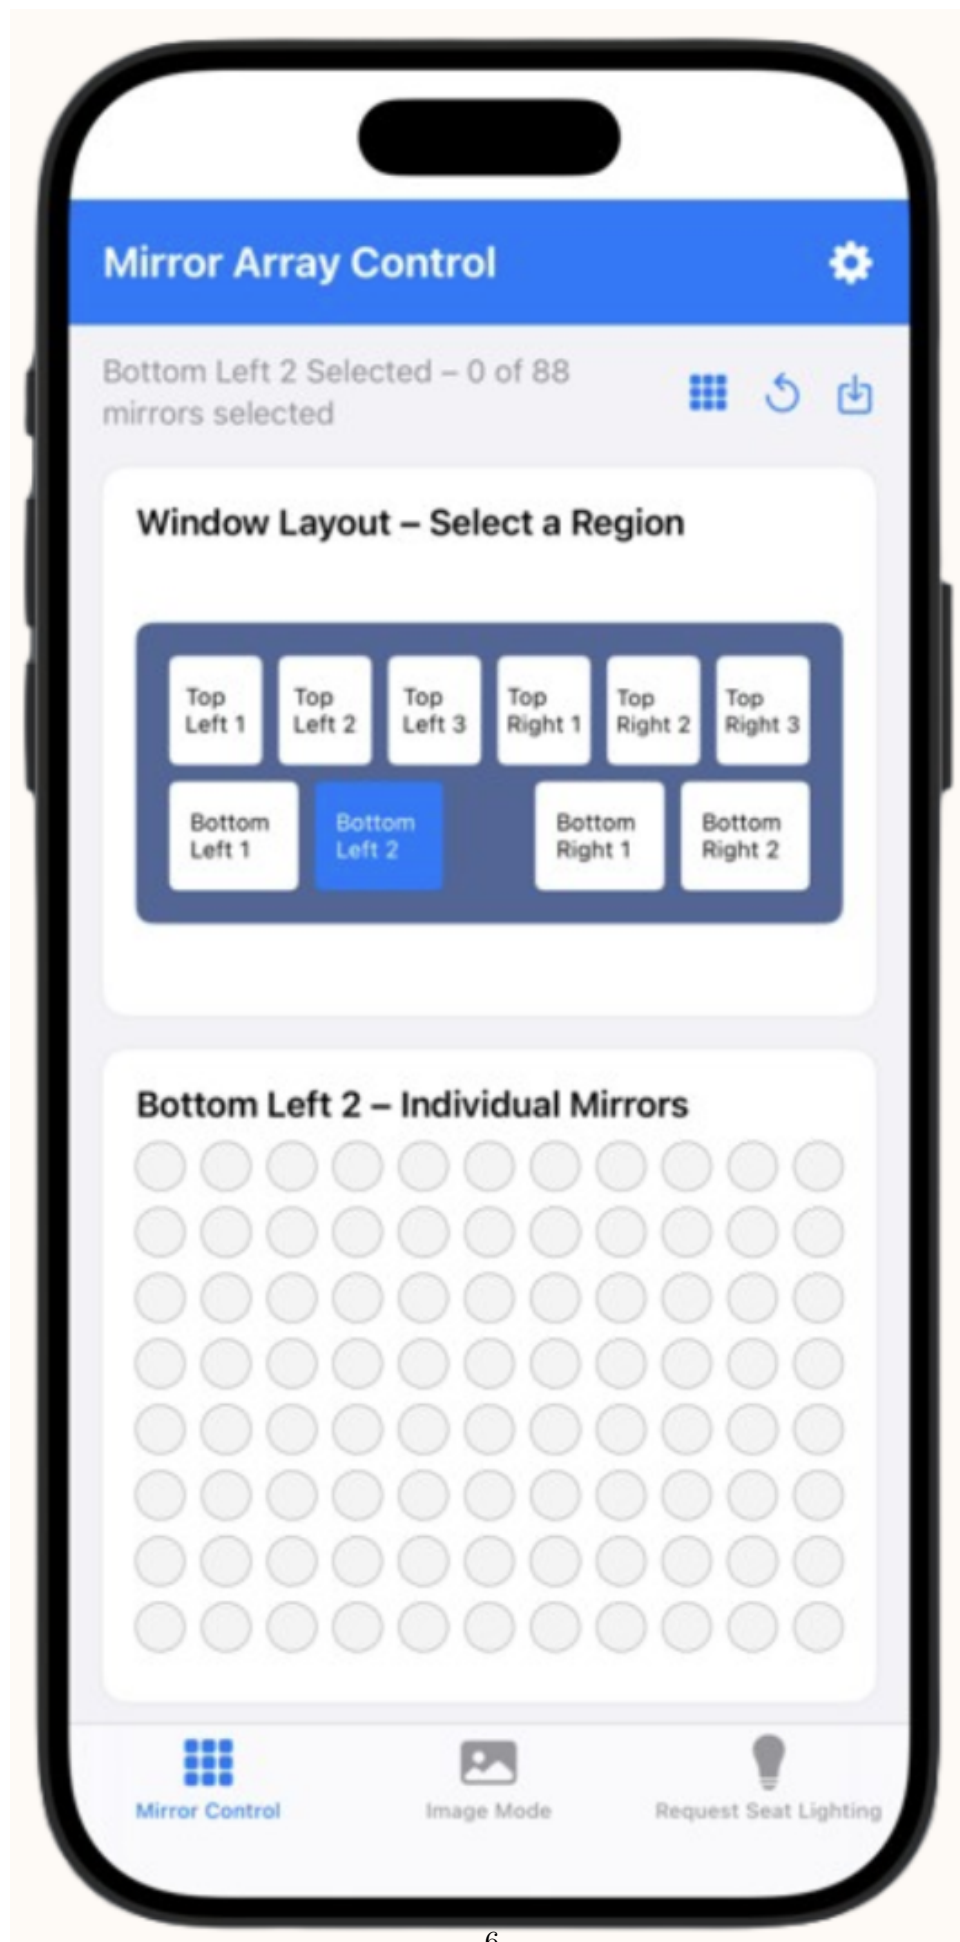 Mirror Array Control
Bottom Left 2 Selected – 0 of 88
mirrors selected
Window Layout – Select a Region
Top
Left 1
Top
Left 2
Top
Left 3
Top
Right 1
Top
Right 2
Top
Right 3
Bottom
Left 1
Bottom
Left 2
Bottom
Right 1
Bottom
Right 2
Bottom Left 2 – Individual Mirrors
Mirror Control
Image Mode
Request Seat Lighting
6